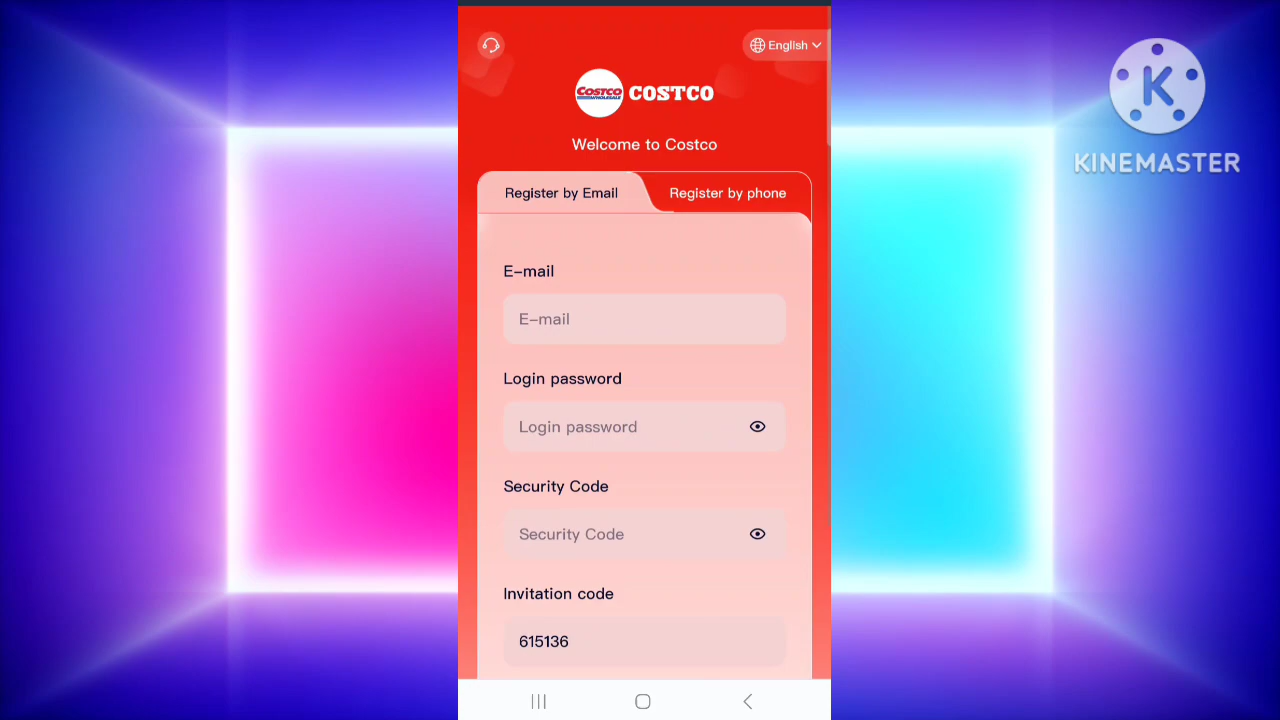 English
COSTCO
WHOLESALE
COSTCO
Welcome to Costco
Register by Email
Register by phone
E-mail
E-mail
Login password
Login password
Security Code
Security Code
Invitation code
615136
K
KINEMASTER